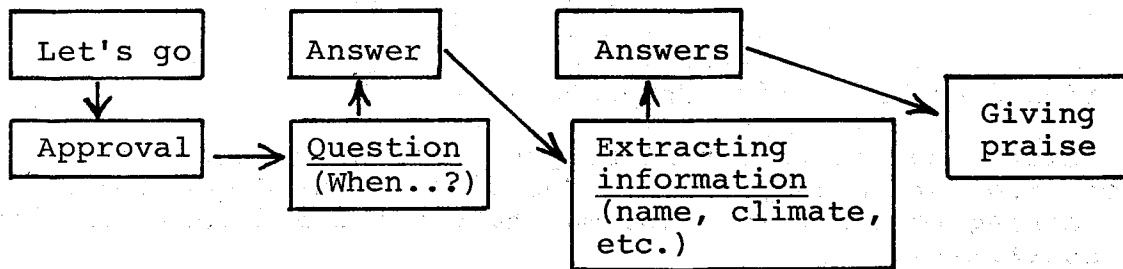 Let's go
Approval
Answer
Question
(When..?)
Answers
Extracting
information
(name, climate,
etc.)
Giving
praise